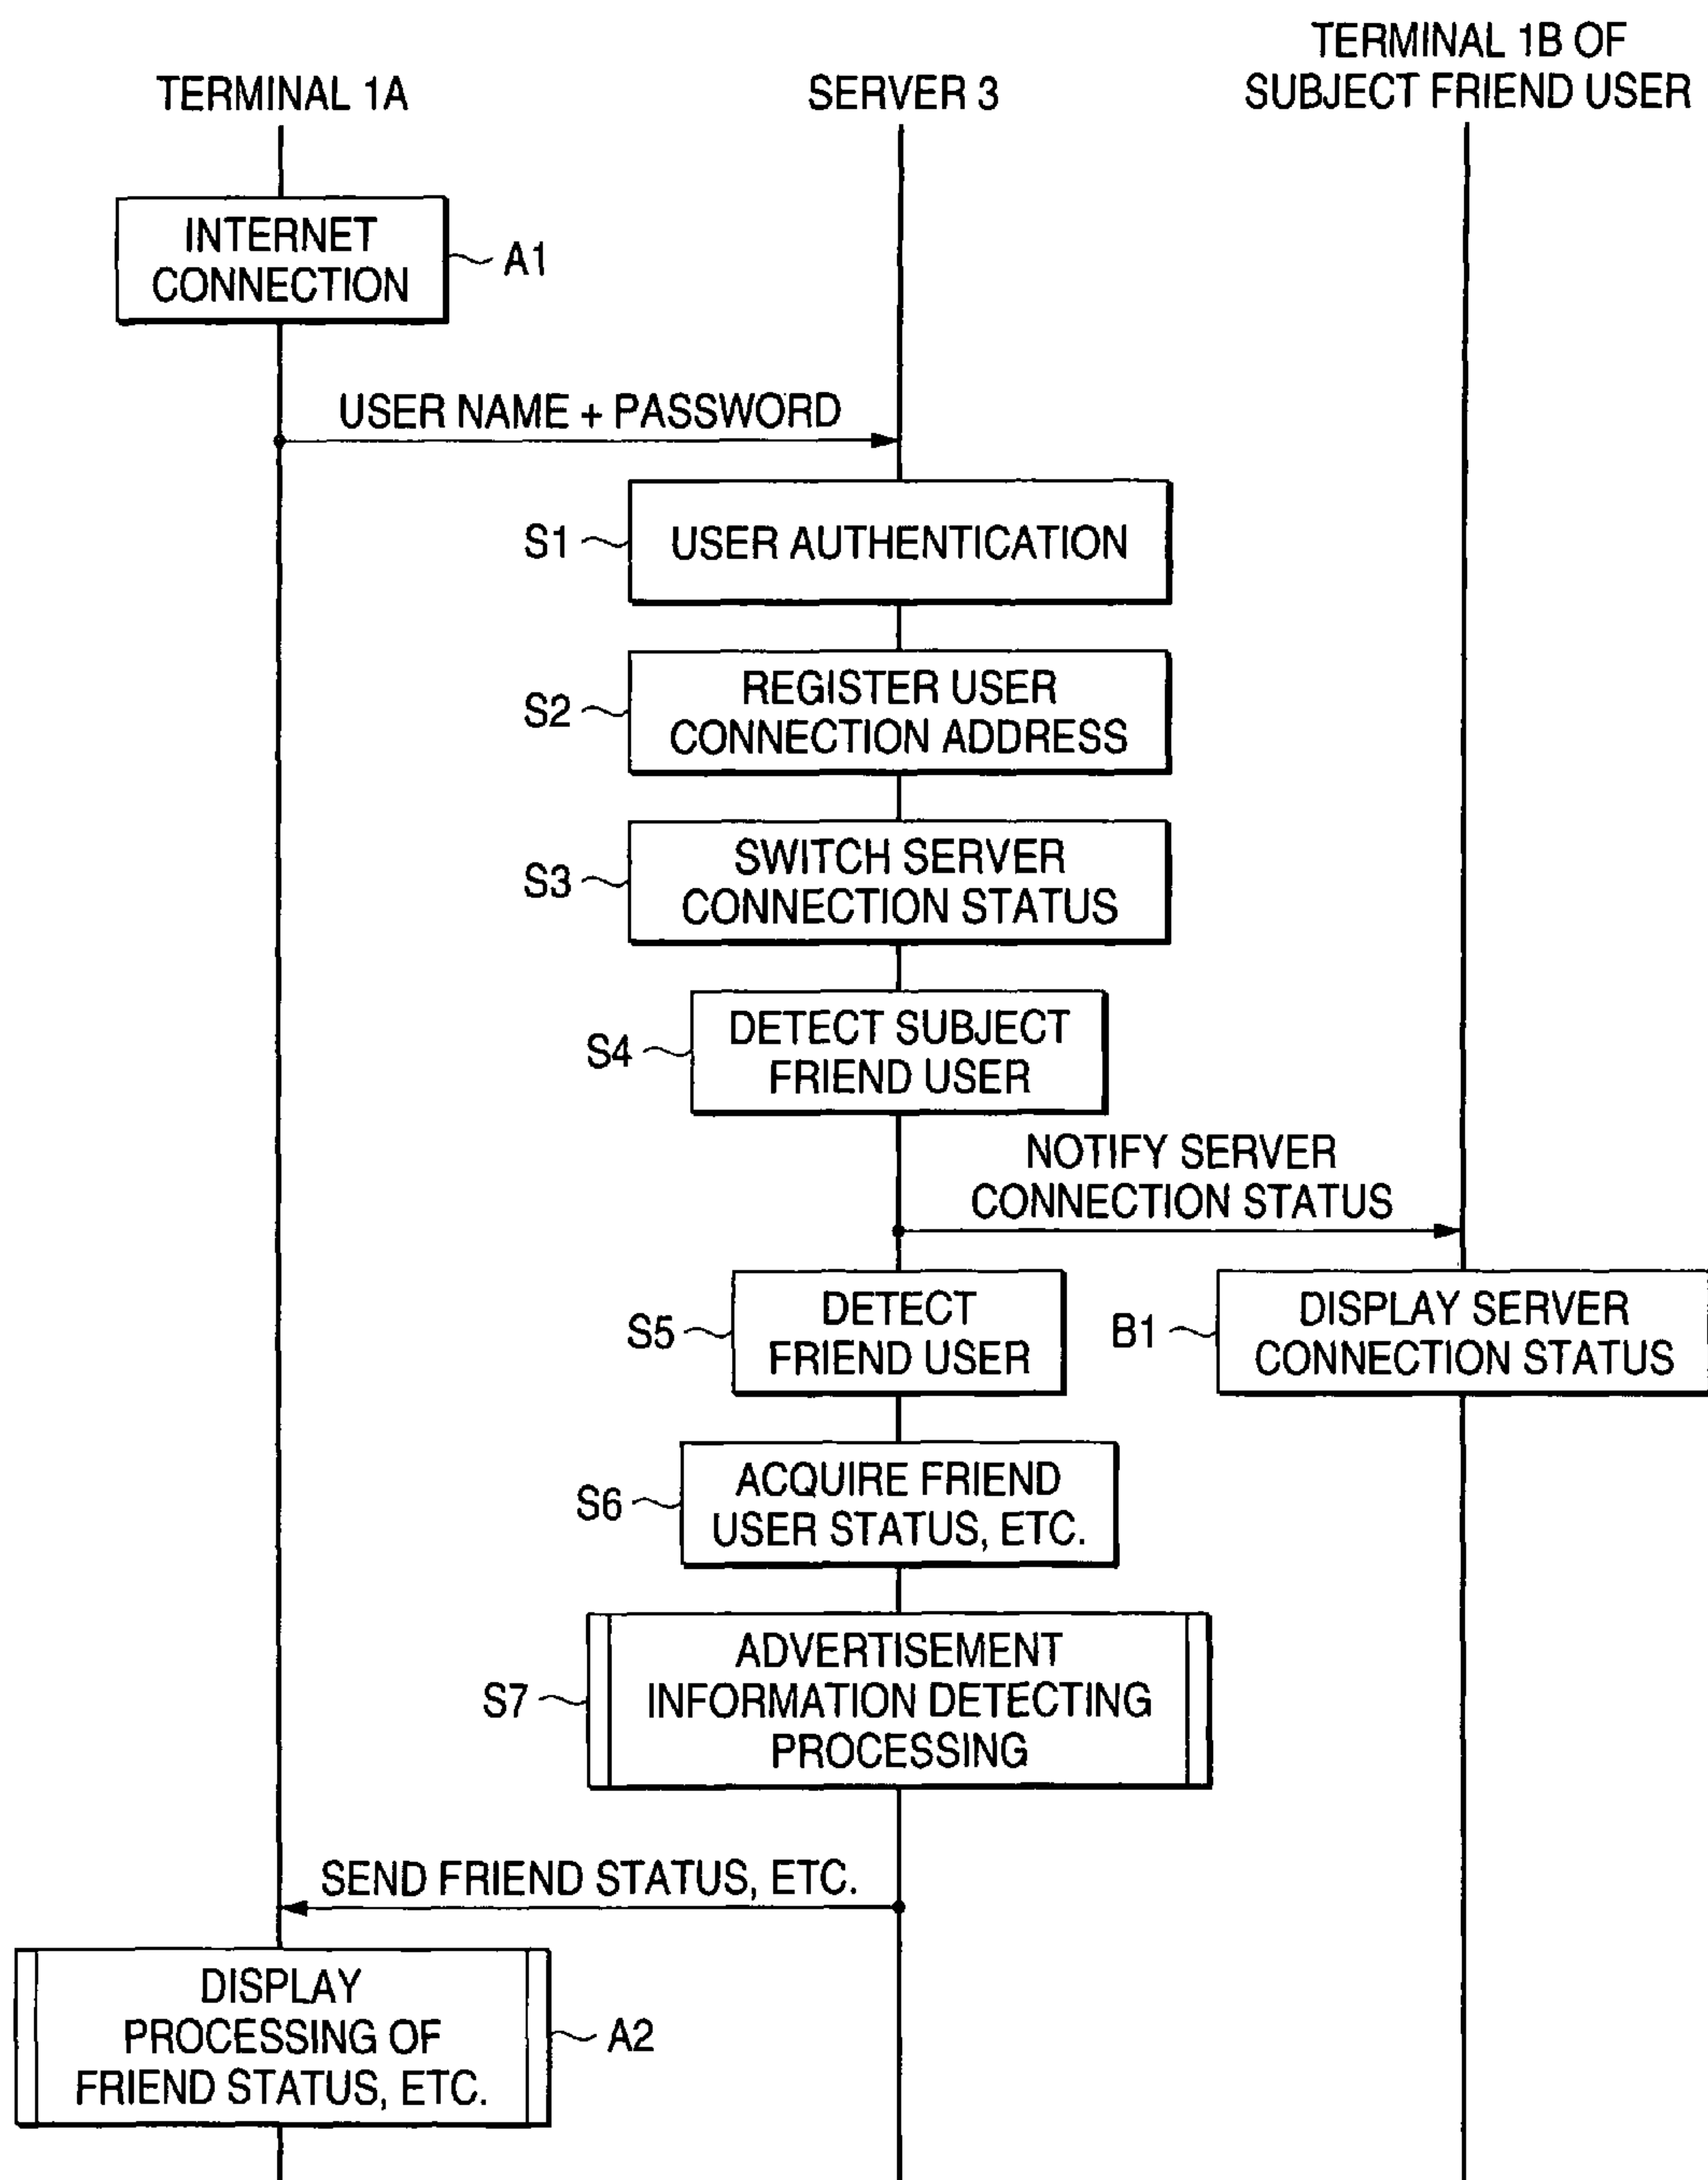 TERMINAL 1A
SERVER 3
TERMINAL 1B OF
SUBJECT FRIEND USER
INTERNET
CONNECTION
A1
USER NAME + PASSWORD
S1
USER AUTHENTICATION
S2
REGISTER USER
CONNECTION ADDRESS
S3
SWITCH SERVER
CONNECTION STATUS
S4
DETECT SUBJECT
FRIEND USER
NOTIFY SERVER
CONNECTION STATUS
S5
DETECT
FRIEND USER
B1
DISPLAY SERVER
CONNECTION STATUS
S6
ACQUIRE FRIEND
USER STATUS, ETC.
S7
ADVERTISEMENT
INFORMATION DETECTING
PROCESSING
SEND FRIEND STATUS, ETC.
DISPLAY
PROCESSING OF
FRIEND STATUS, ETC.
A2